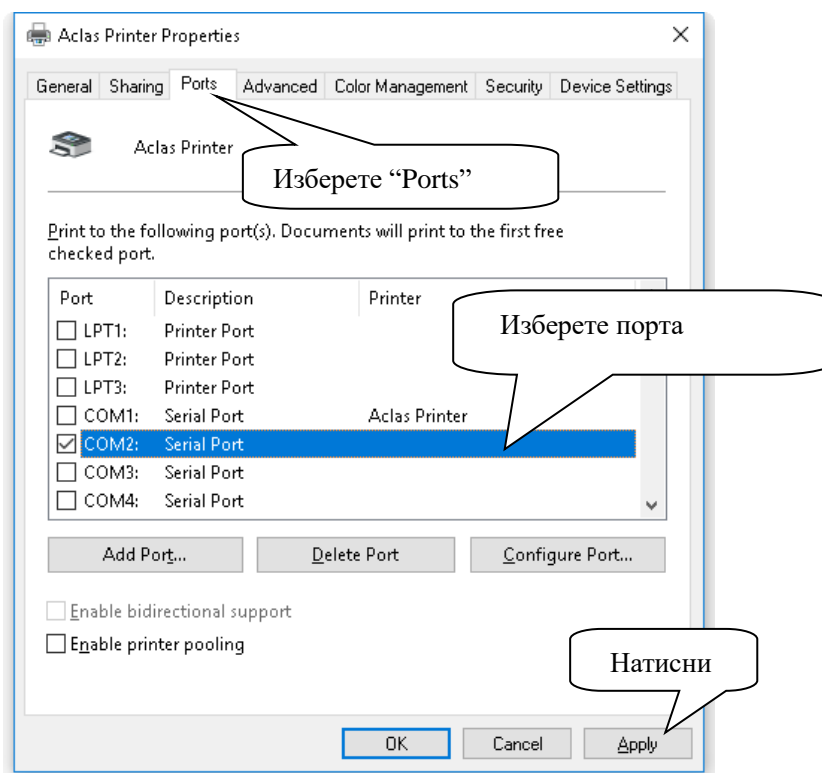 Aclas Printer Properties
General Sharing Ports Advanced Color Management Security Device Settings
Aclas Printer
Изберете “Ports”
Print to the following port(s). Documents will print to the first free
checked port.
Port Description Printer
Изберете порта
LPT1: Printer Port
LPT2: Printer Port
LPT3: Printer Port
COM1: Serial Port Aclas Printer
COM2: Serial Port
COM3: Serial Port
COM4: Serial Port
Add Port... Delete Port Configure Port...
Enable bidirectional support
Enable printer pooling
Натисни
OK Cancel Apply